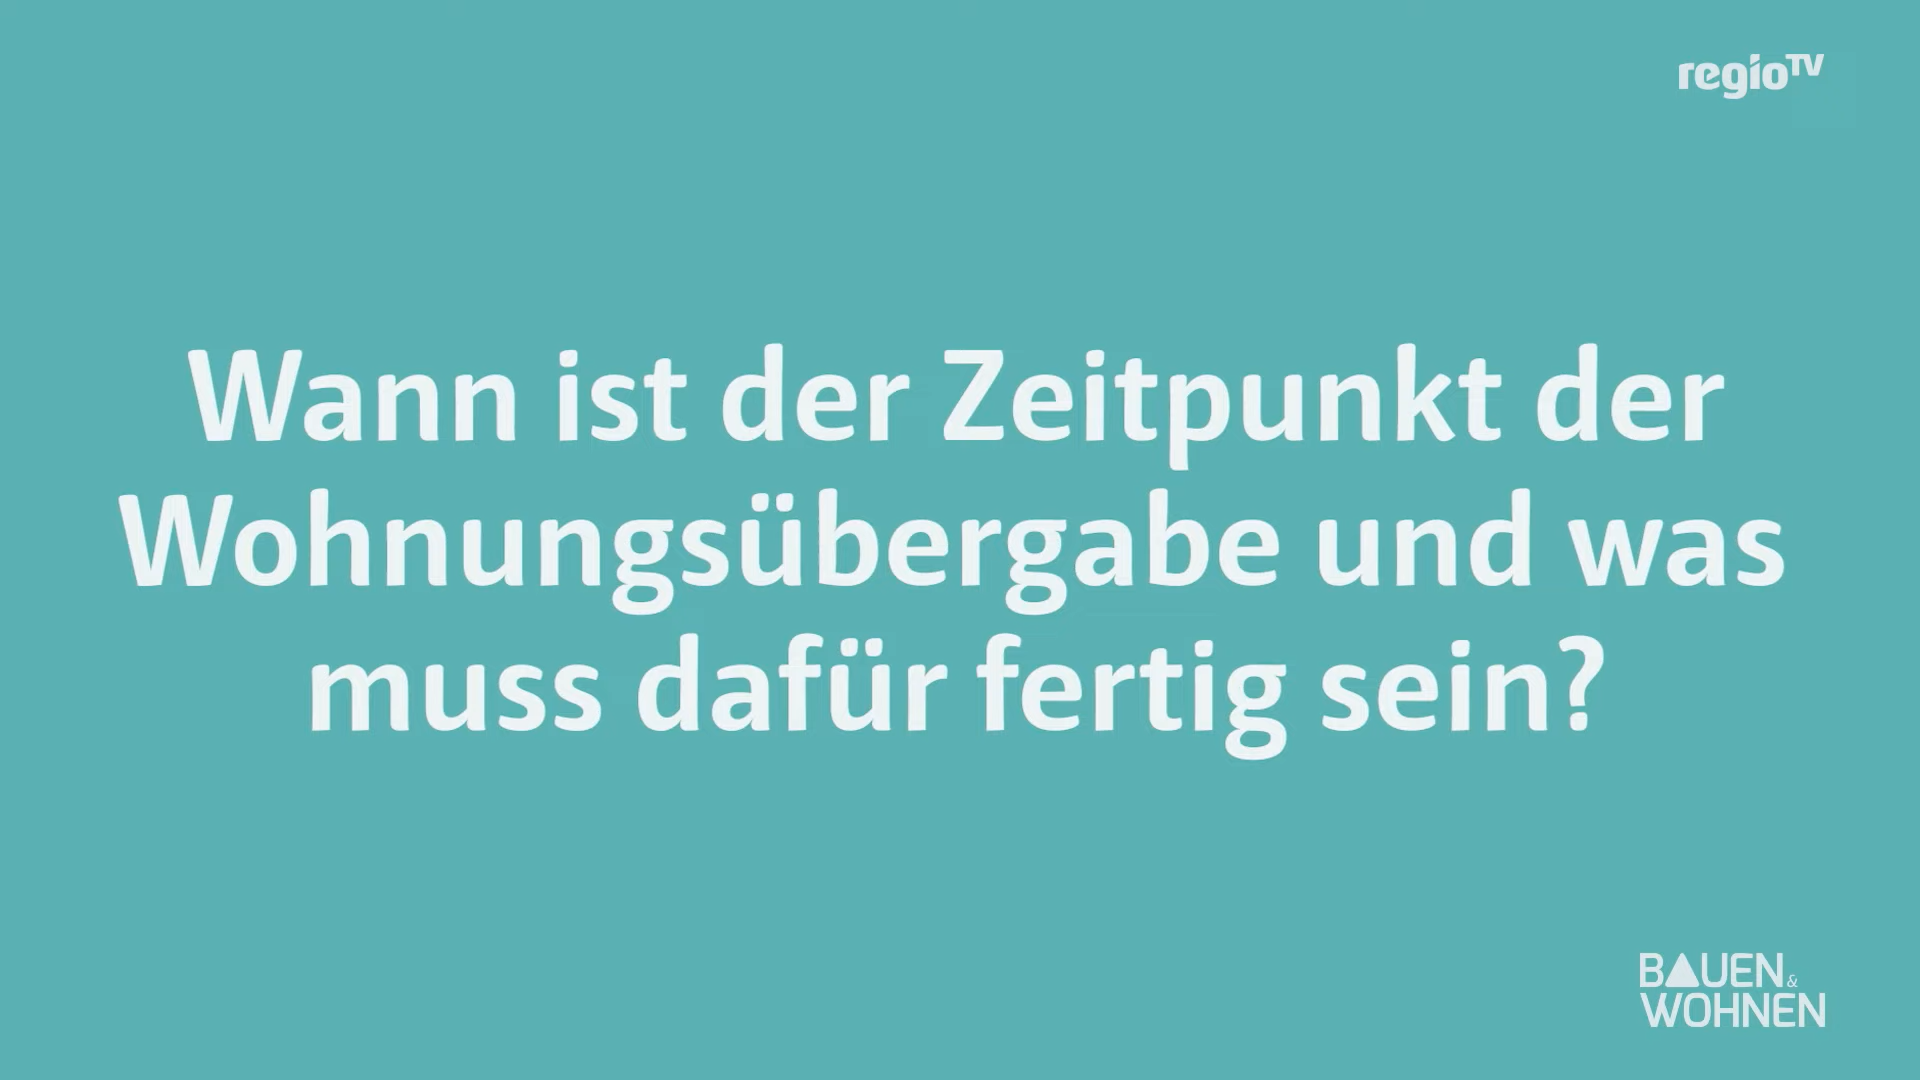 regioTV
Wann ist der Zeitpunkt der
Wohnungsübergabe und was
muss dafür fertig sein?
BAUEN &
WOHNEN